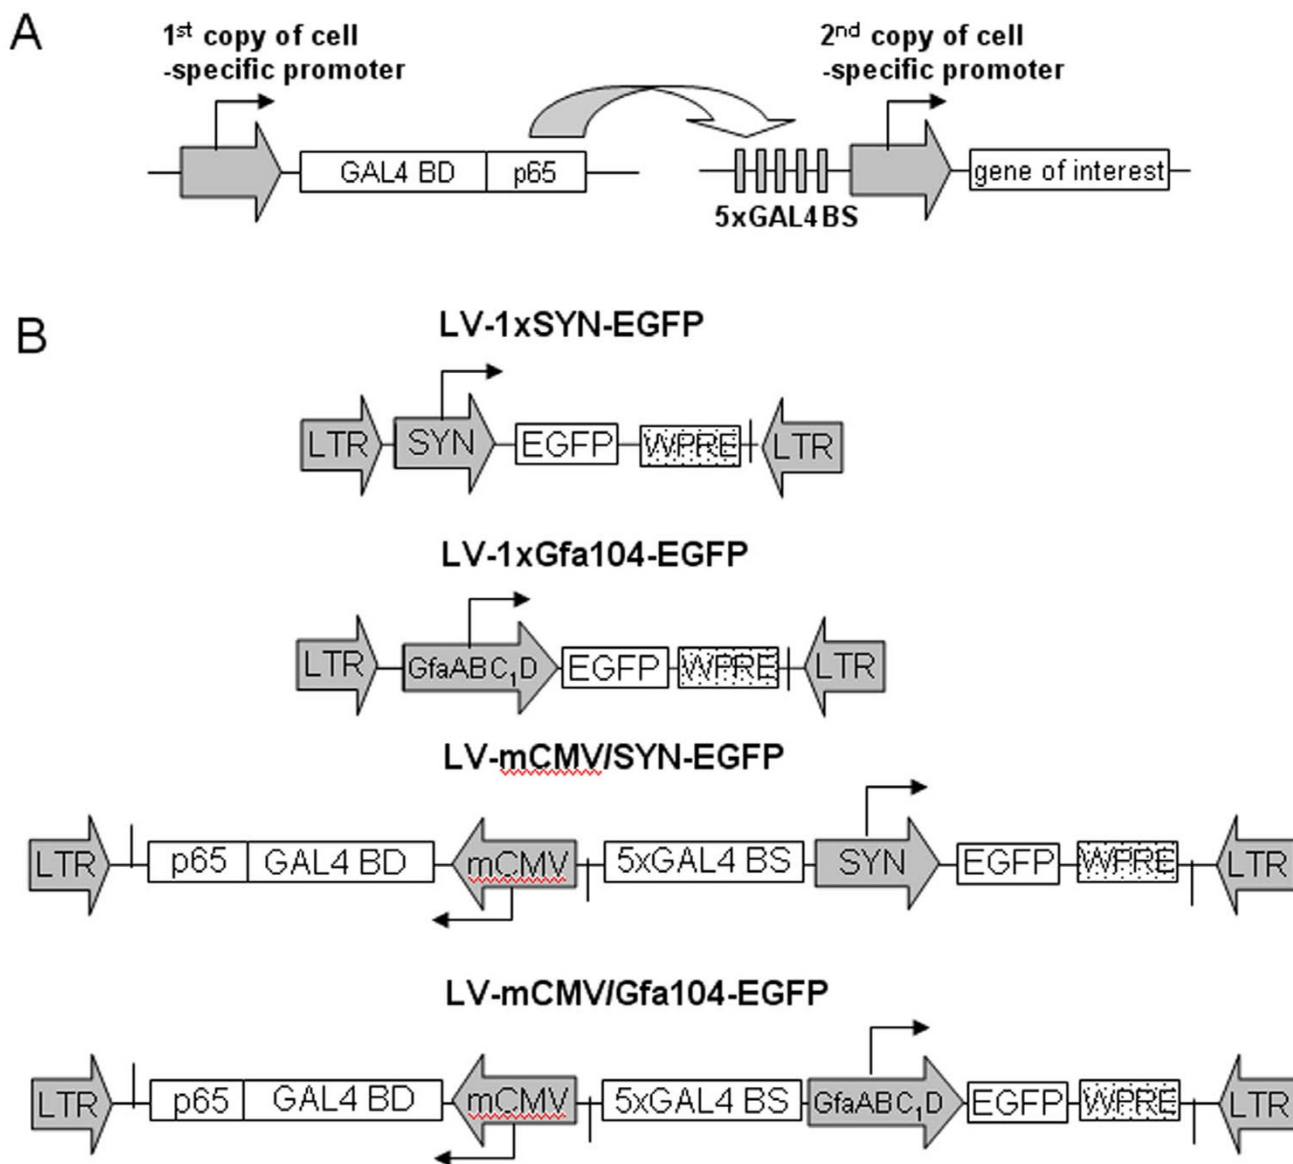 A
1st copy of cell
-specific promoter
2nd copy of cell
-specific promoter
GAL4 BD p65
gene of interest
5xGAL4BS
B
LV-1xSYN-EGFP
LTR SYN EGFP WPRE LTR
LV-1xGfa104-EGFP
LTR GfaABC₁D EGFP WPRE LTR
LV-mCMV/SYN-EGFP
LTR p65 GAL4 BD mCMV 5xGAL4 BS SYN EGFP WPRE LTR
LV-mCMV/Gfa104-EGFP
LTR p65 GAL4 BD mCMV 5xGAL4 BS GfaABC₁D EGFP WPRE LTR